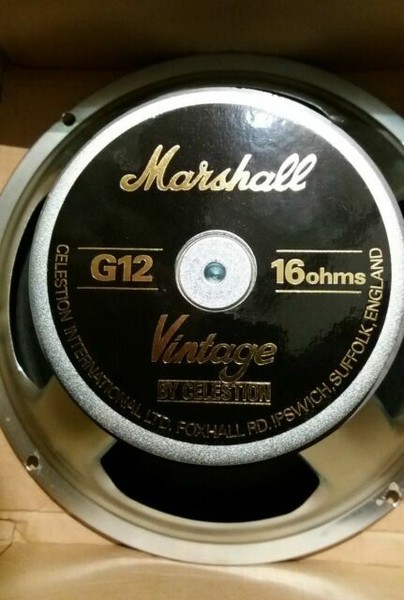 Marshall
G12
16ohms
Vintage
BY CELESTION
CELESTION INTERNATIONAL LTD. FOXHALL RD. IPSWICH, SUFFOLK, ENGLAND